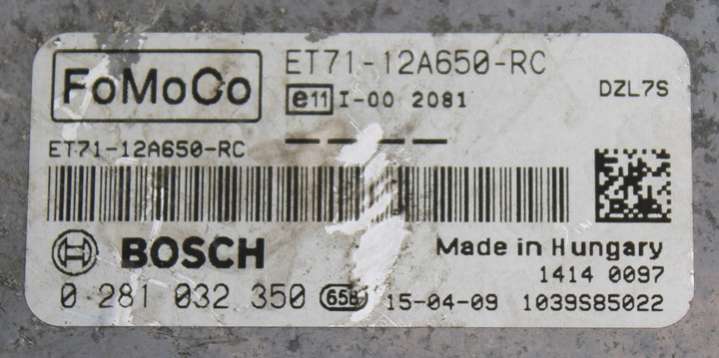 FoMoCo
ET71-12A650-RC
e11 I-00 2081
DZL7S
ET71-12A650-RC
BOSCH
Made in Hungary
1414 0097
0 281 032 350 65B 15-04-09 1039S85022